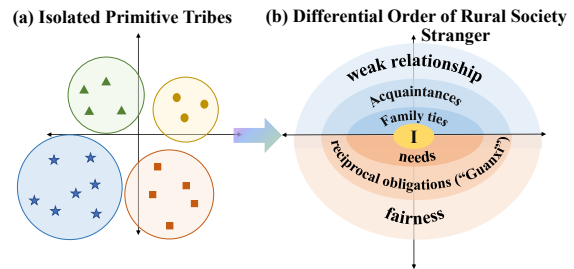 (a) Isolated Primitive Tribes
(b) Differential Order of Rural Society
Stranger
weak relationship
Acquaintances
Family ties
I
needs
reciprocal obligations (“Guanxi”)
fairness